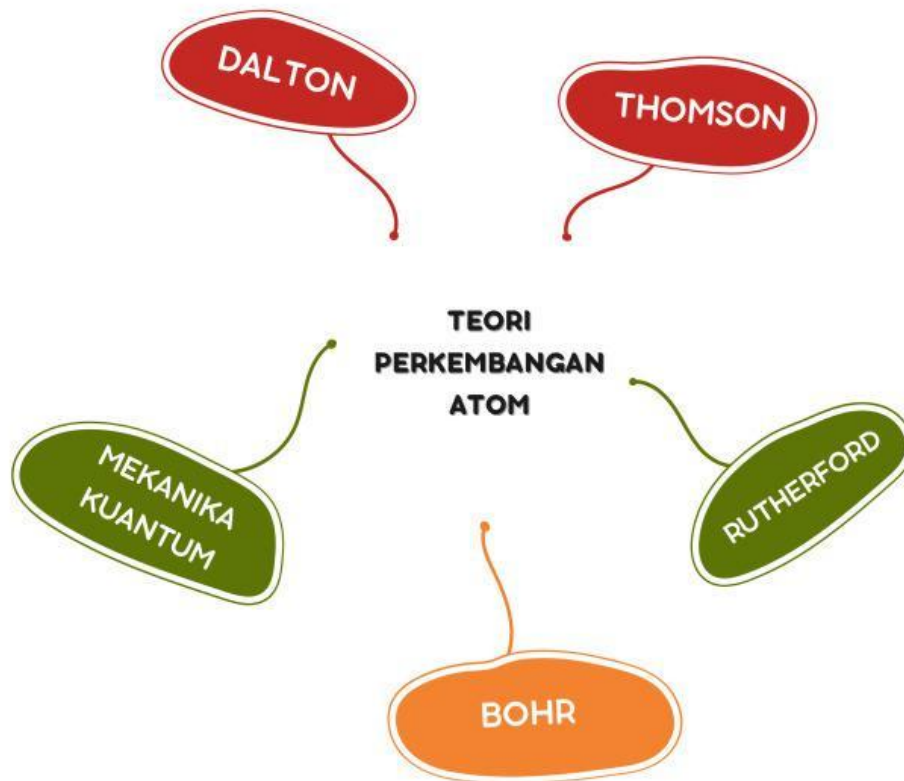 DALTON
THOMSON
TEORI
PERKEMBANGAN
ATOM
MEKANIKA
KUANTUM
RUTHERFORD
BOHR